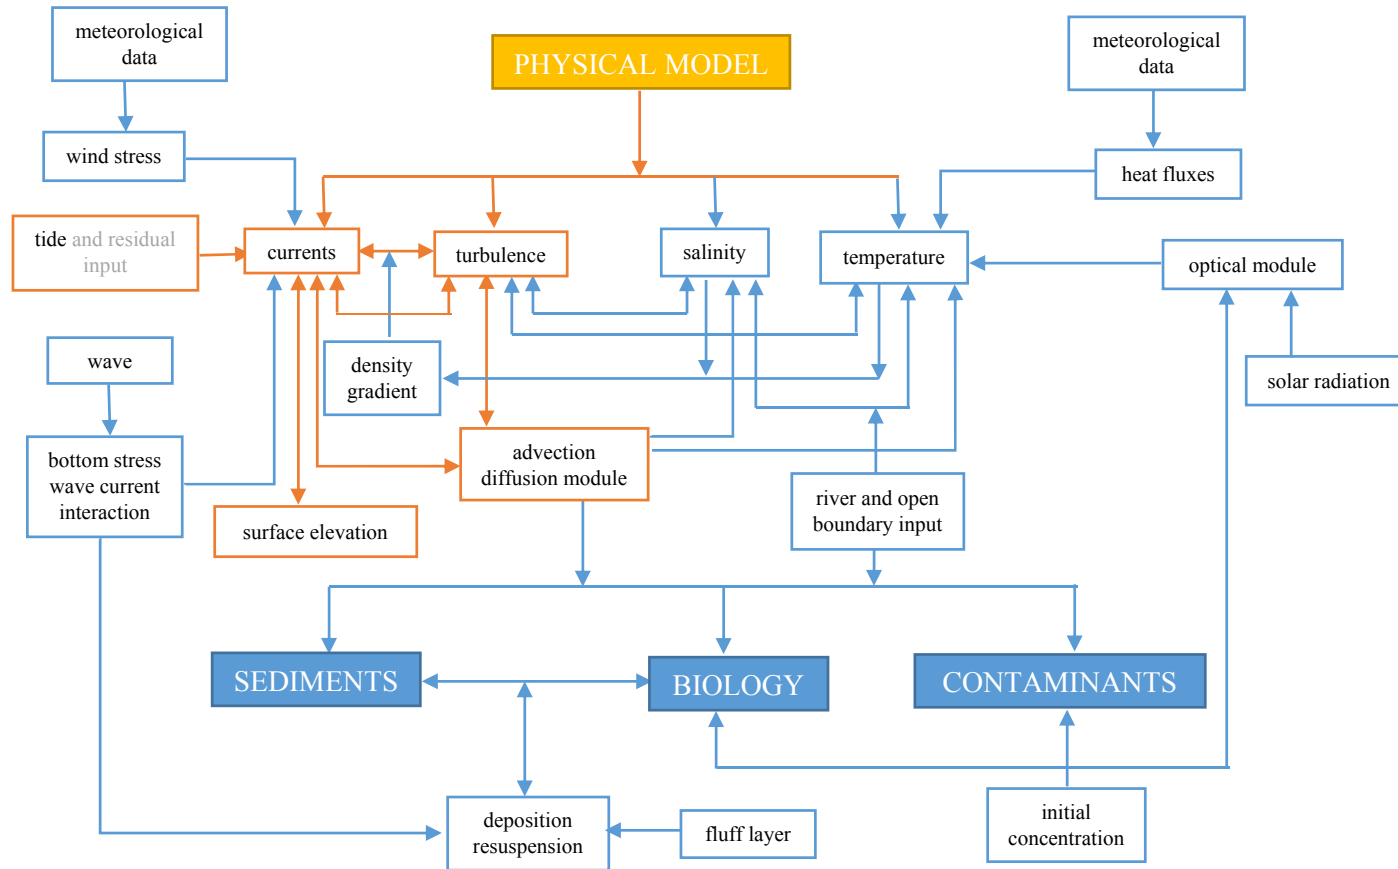 meteorological
data
PHYSICAL MODEL
meteorological
data
wind stress
heat fluxes
tide and residual
input
currents
turbulence
salinity
temperature
optical module
wave
density
gradient
solar radiation
bottom stress
wave current
interaction
advection
diffusion module
river and open
boundary input
surface elevation
SEDIMENTS
BIOLOGY
CONTAMINANTS
deposition
resuspension
fluff layer
initial
concentration